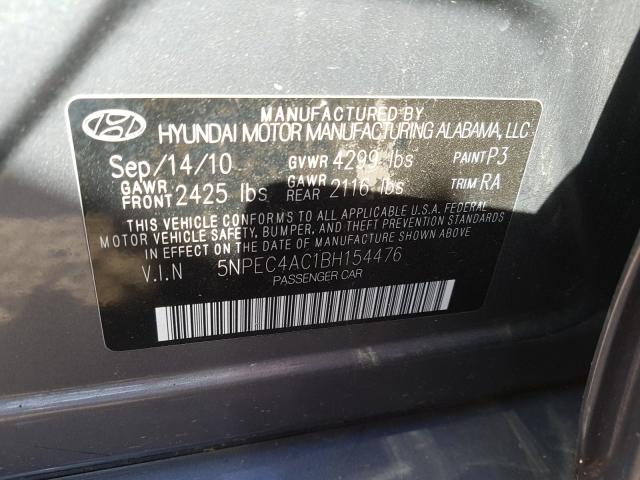 MANUFACTURED BY
HYUNDAI MOTOR MANUFACTURING ALABAMA, LLC
Sep/14/10 GVWR 4299 lbs PAINT P3
GAWR FRONT 2425 lbs GAWR REAR 2116 lbs TRIM RA
THIS VEHICLE CONFORMS TO ALL APPLICABLE U.S.A. FEDERAL
MOTOR VEHICLE SAFETY, BUMPER, AND THEFT PREVENTION STANDARDS
IN EFFECT ON THE DATE OF MANUFACTURE SHOWN ABOVE.
V.I.N 5NPEC4AC1BH154476
PASSENGER CAR